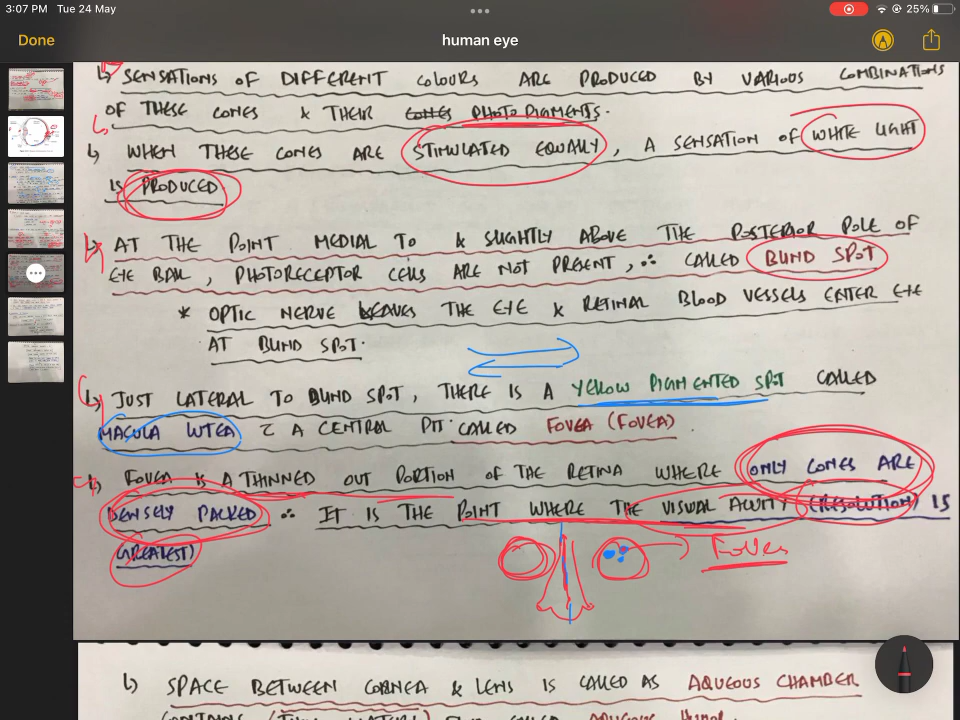 3:07 PM Tue 24 May
25%
Done
human eye
SENSATIONS OF DIFFERENT COLOURS ARE PRODUCED BY VARIOUS COMBINATIONS
OF THESE CONES & THEIR CONES PHOTO PIGMENTS.
WHEN THESE CONES ARE STIMULATED EQUALLY, A SENSATION OF WHITE LIGHT
IS PRODUCED
AT THE POINT MEDIAL TO & SLIGHTLY ABOVE THE POSTERIOR POLE OF
EYE BALL, PHOTORECEPTOR CELLS ARE NOT PRESENT, ∴ CALLED BLIND SPOT
* OPTIC NERVE LEAVES THE EYE & RETINAL BLOOD VESSELS ENTER EYE
AT BLIND SPOT.
JUST LATERAL TO BLIND SPOT, THERE IS A YELLOW PIGMENTED SPOT CALLED
MACULA LUTEA C A CENTRAL PIT CALLED FOVEA (FOVEA).
FOVEA IS A THINNED OUT PORTION OF THE RETINA WHERE ONLY CONES ARE
DENSELY PACKED ∴ IT IS THE POINT WHERE THE VISUAL ACUITY (RESOLUTION) IS
GREATEST)
Fovea
SPACE BETWEEN CORNEA & LENS IS CALLED AS AQUEOUS CHAMBER